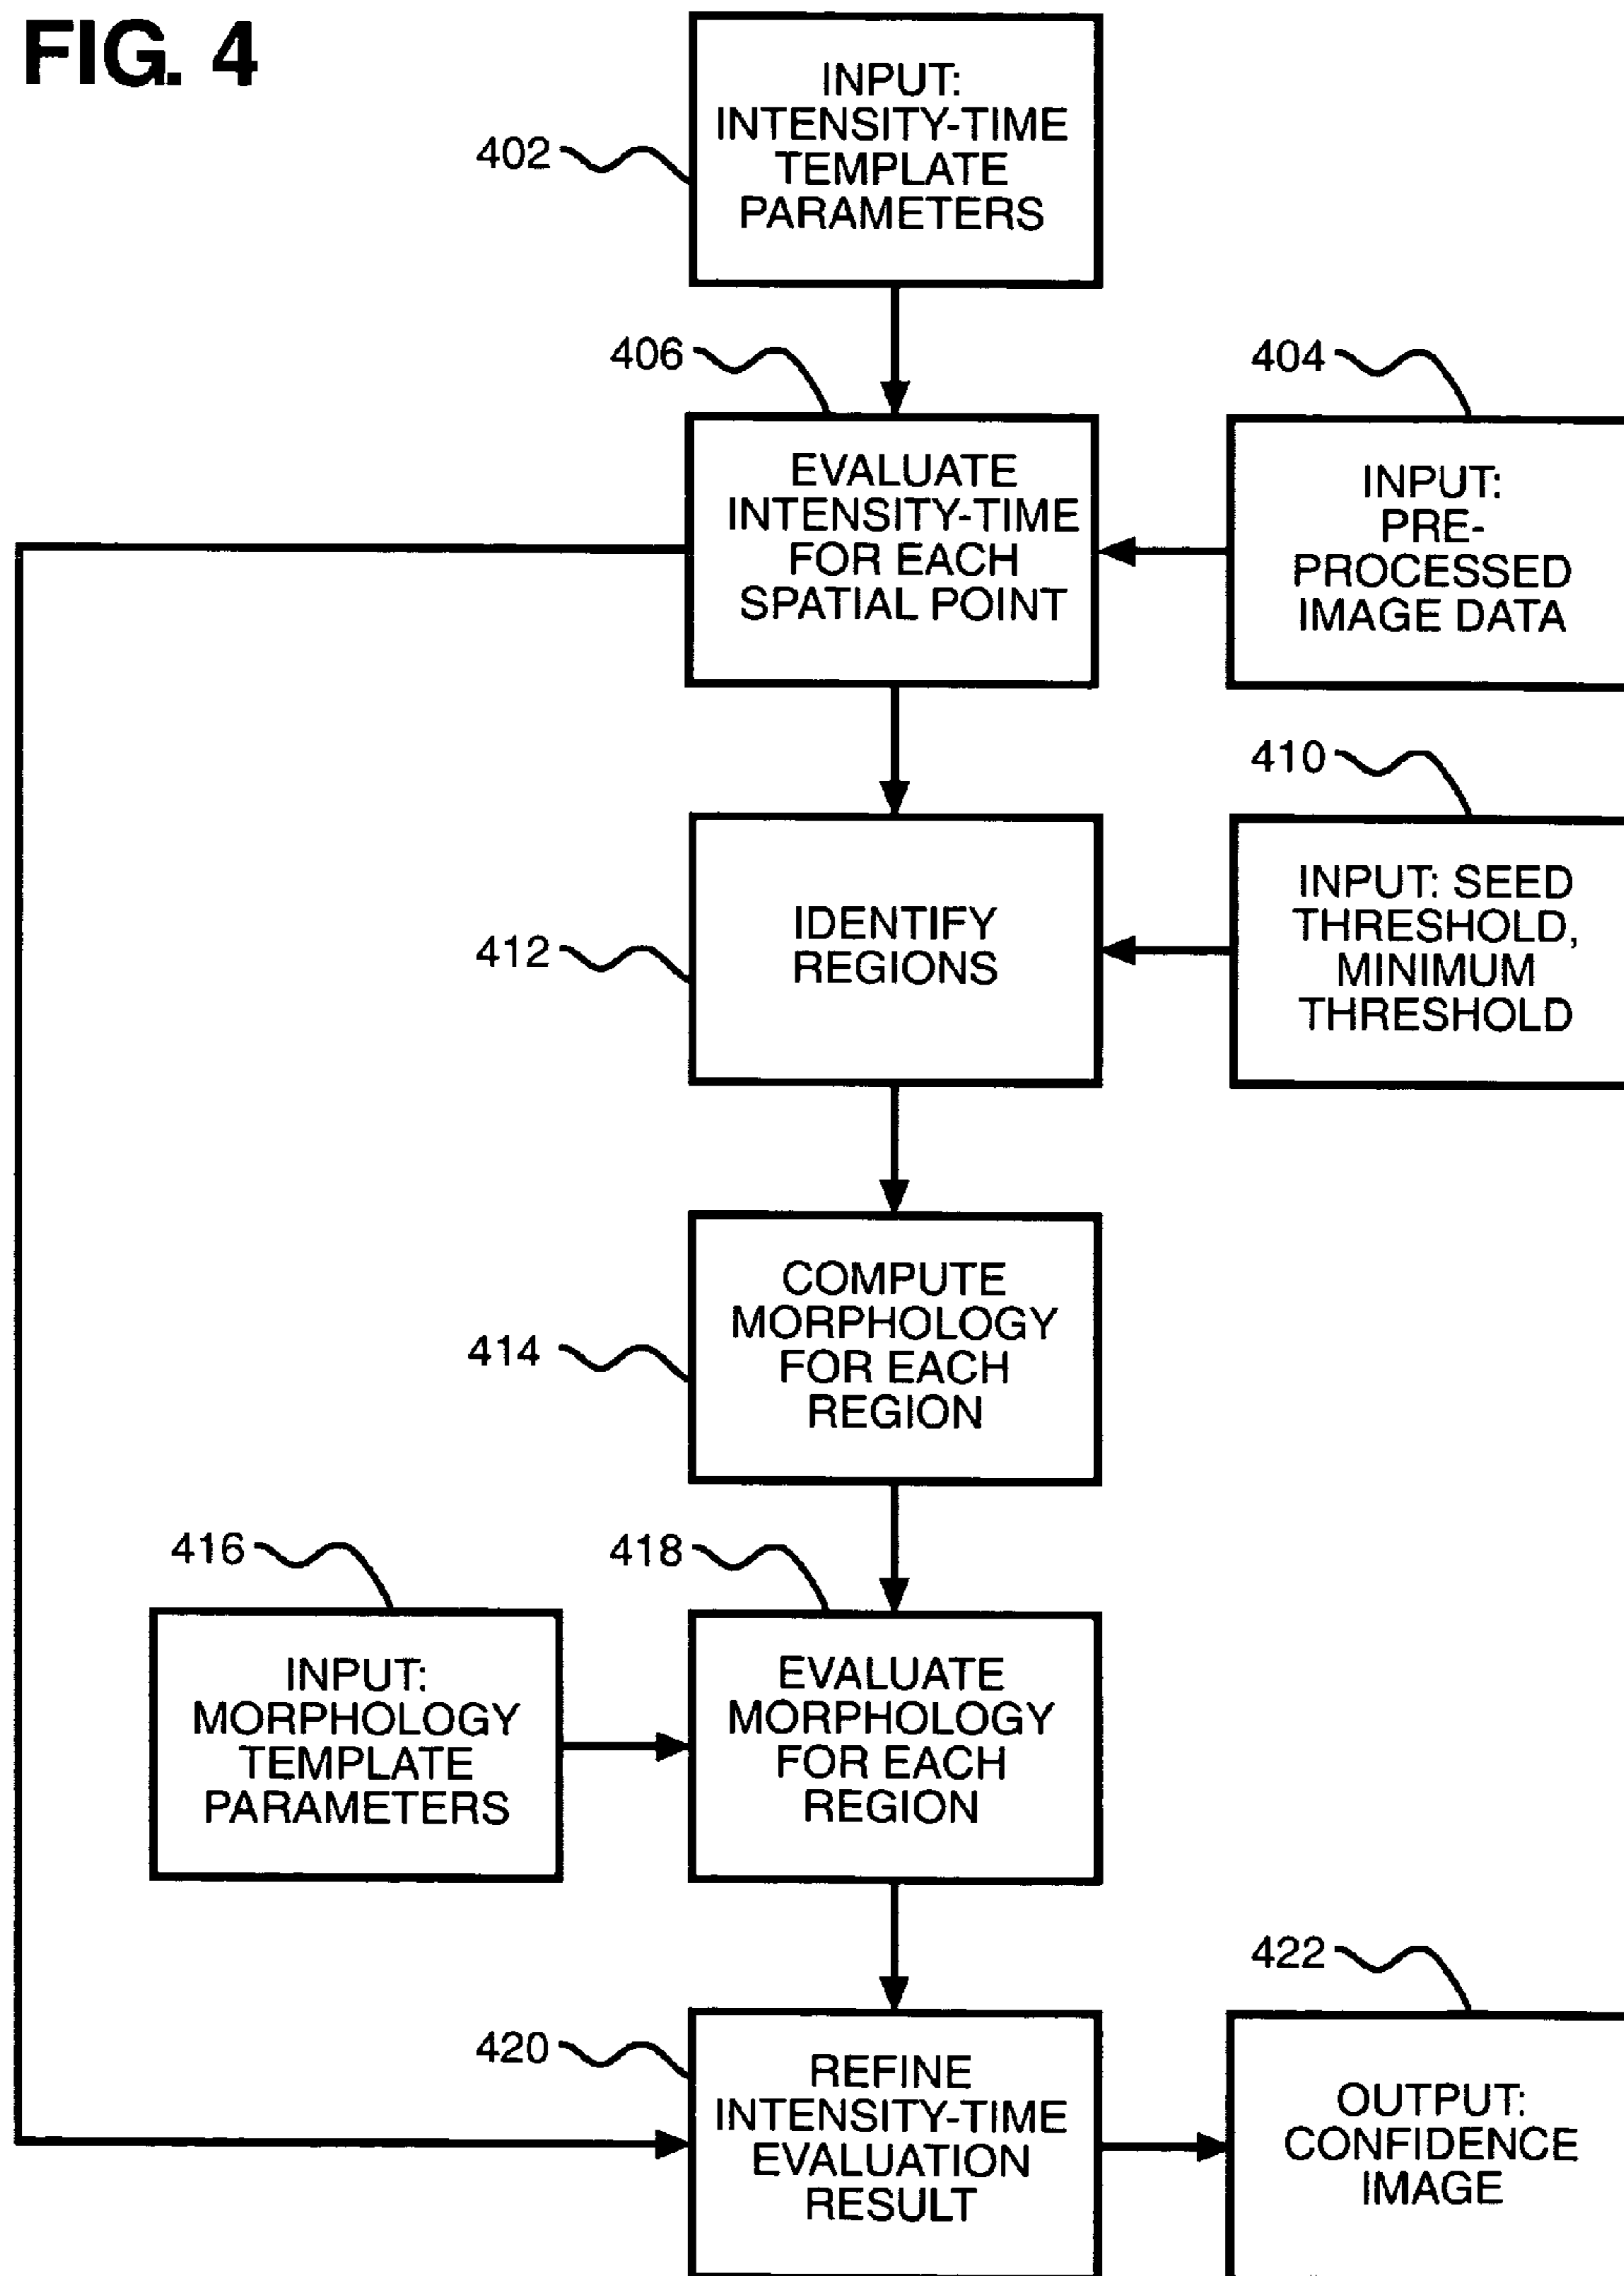 FIG. 4
402
INPUT:
INTENSITY-TIME
TEMPLATE
PARAMETERS
406
EVALUATE
INTENSITY-TIME
FOR EACH
SPATIAL POINT
404
INPUT:
PRE-
PROCESSED
IMAGE DATA
412
IDENTIFY
REGIONS
410
INPUT: SEED
THRESHOLD,
MINIMUM
THRESHOLD
414
COMPUTE
MORPHOLOGY
FOR EACH
REGION
416
INPUT:
MORPHOLOGY
TEMPLATE
PARAMETERS
418
EVALUATE
MORPHOLOGY
FOR EACH
REGION
420
REFINE
INTENSITY-TIME
EVALUATION
RESULT
422
OUTPUT:
CONFIDENCE
IMAGE